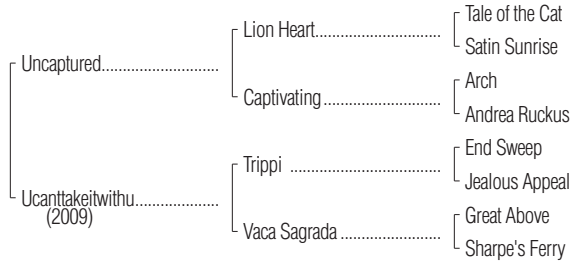 Tale of the Cat
Lion Heart
Satin Sunrise
Uncaptured
Arch
Captivating
Andrea Ruckus
End Sweep
Trippi
Jealous Appeal
Ucanttakeitwithu
(2009)
Great Above
Vaca Sagrada
Sharpe's Ferry